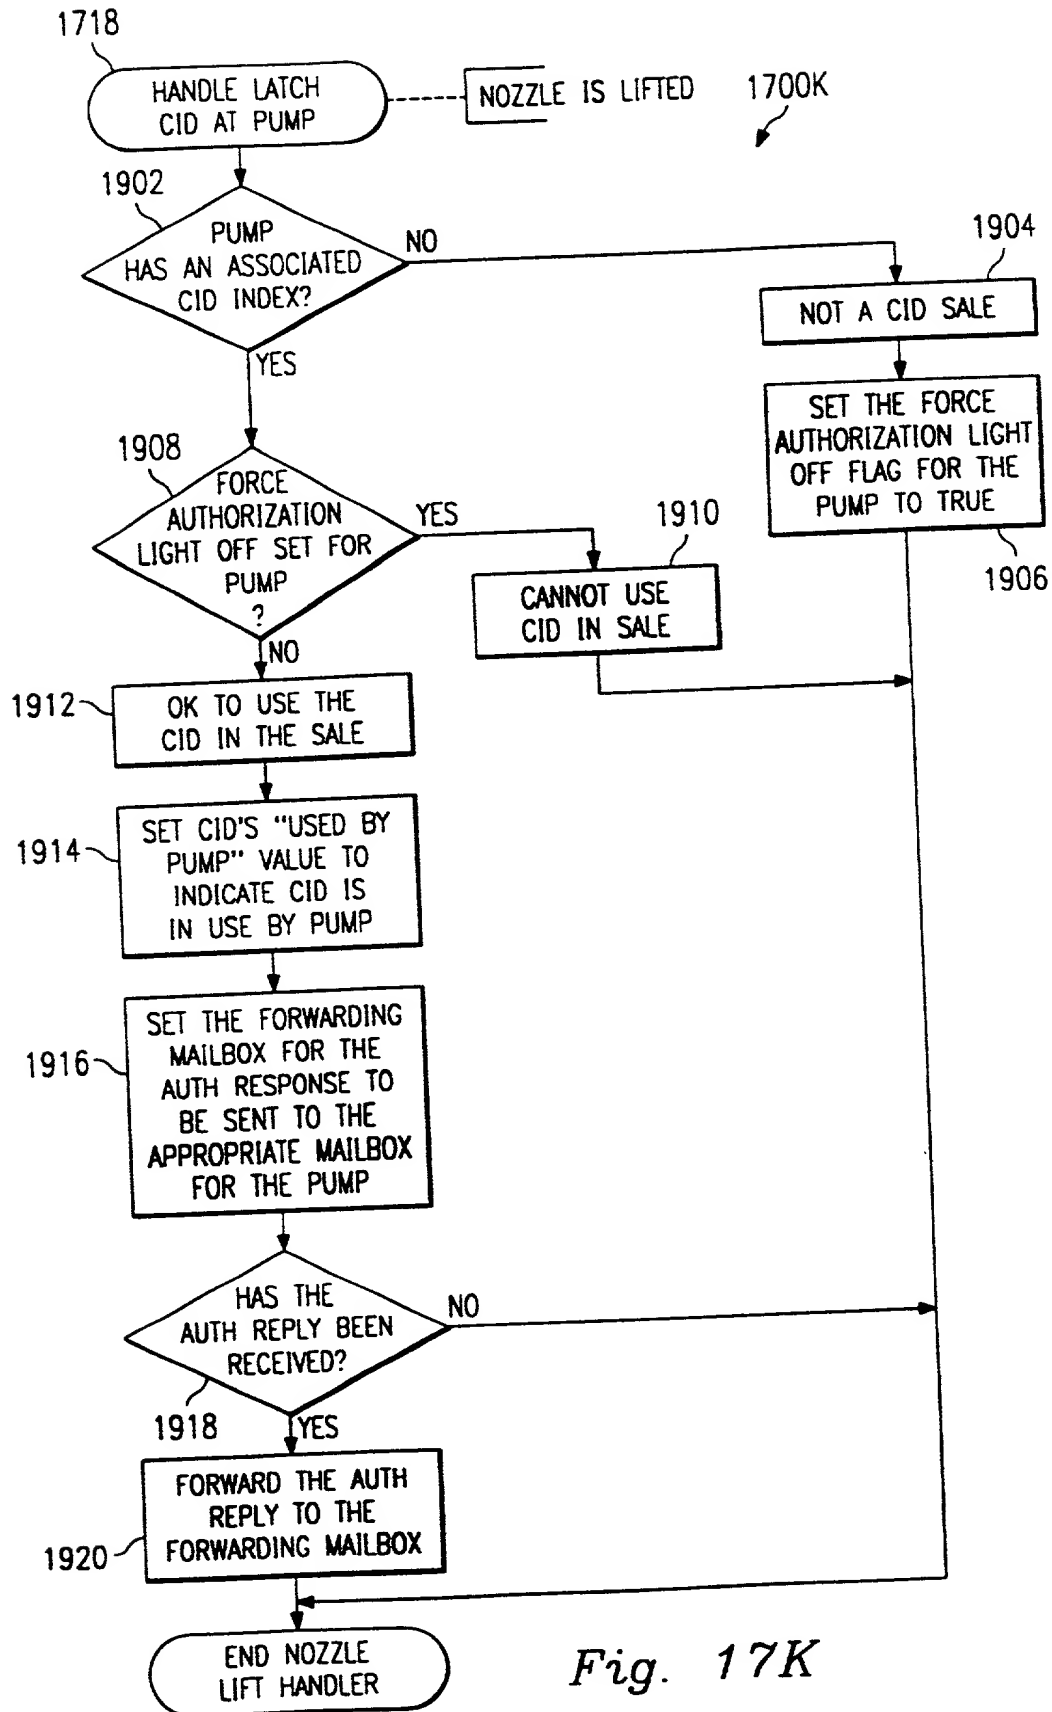 1718
HANDLE LATCH
CID AT PUMP
NOZZLE IS LIFTED
1700K
1902
PUMP
HAS AN ASSOCIATED
CID INDEX?
NO
YES
1904
NOT A CID SALE
SET THE FORCE
AUTHORIZATION LIGHT
OFF FLAG FOR THE
PUMP TO TRUE
1906
1908
FORCE
AUTHORIZATION
LIGHT OFF SET FOR
PUMP
?
YES
NO
1910
CANNOT USE
CID IN SALE
1912
OK TO USE THE
CID IN THE SALE
1914
SET CID'S "USED BY
PUMP" VALUE TO
INDICATE CID IS
IN USE BY PUMP
1916
SET THE FORWARDING
MAILBOX FOR THE
AUTH RESPONSE TO
BE SENT TO THE
APPROPRIATE MAILBOX
FOR THE PUMP
HAS THE
AUTH REPLY BEEN
RECEIVED?
NO
1918
YES
FORWARD THE AUTH
REPLY TO THE
FORWARDING MAILBOX
1920
END NOZZLE
LIFT HANDLER
Fig. 17K